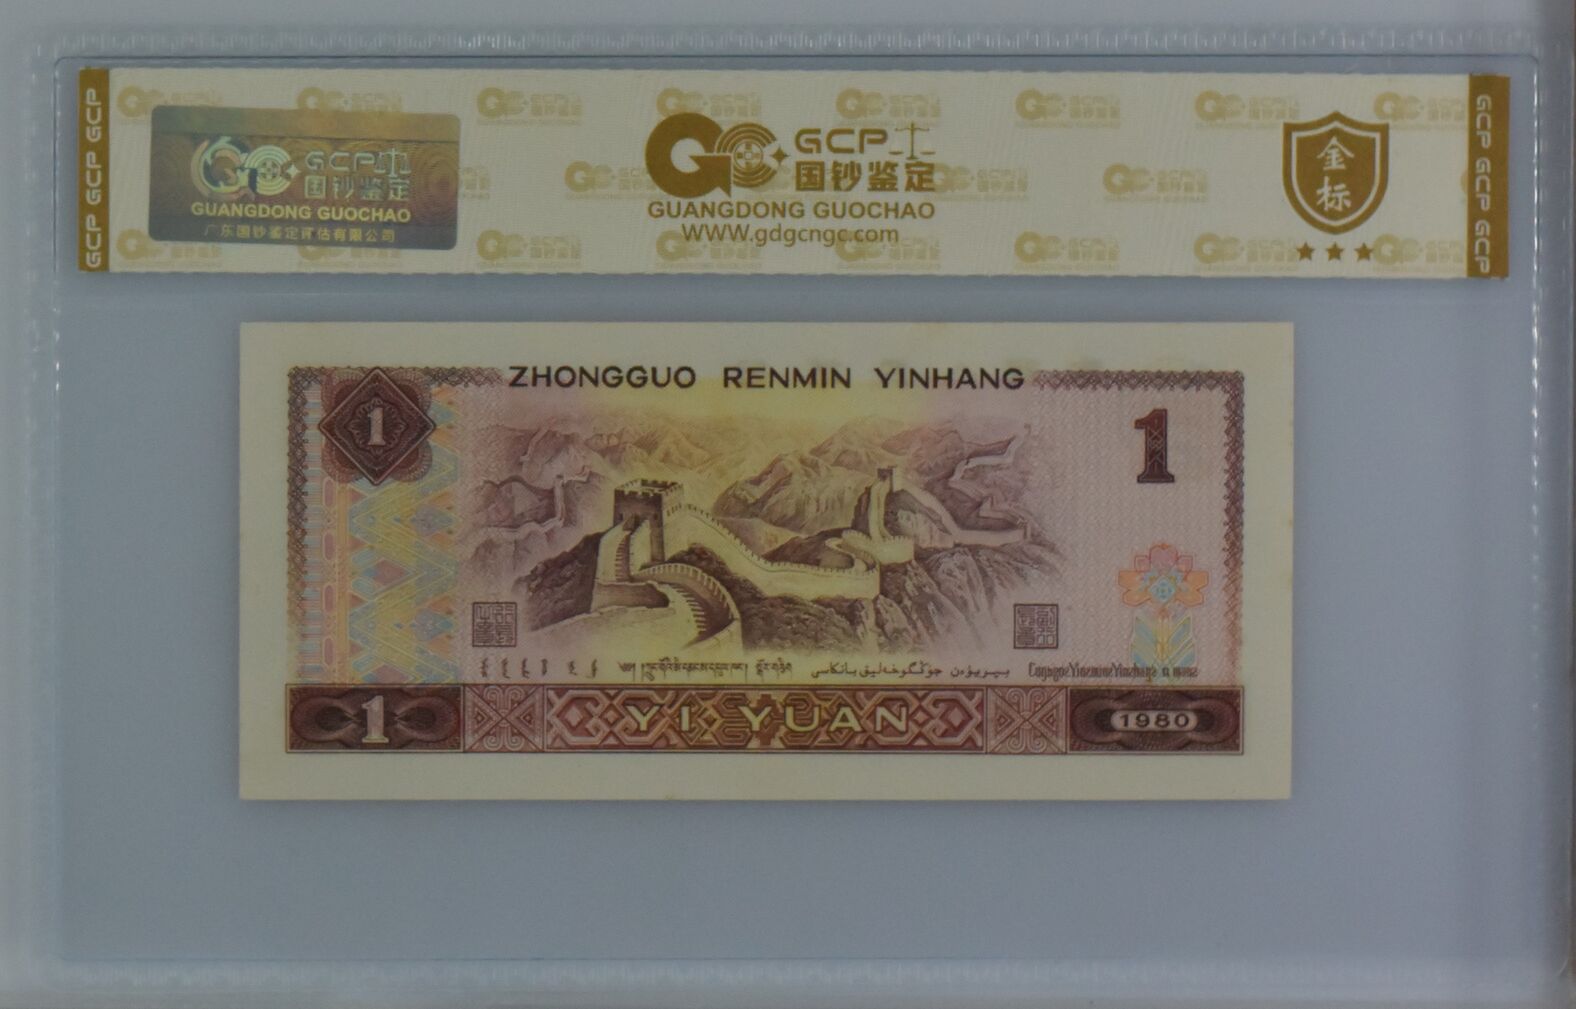 GCP GCP GCP
GCP
国钞鉴定
GUANGDONG GUOCHAO
广东国钞鉴定评估有限公司
GCP
国钞鉴定
GUANGDONG GUOCHAO
WWW.gdgcngc.com
金标
GCP GCP GCP GCP
ZHONGGUO RENMIN YINHANG
1
1
1
YI YUAN
1980